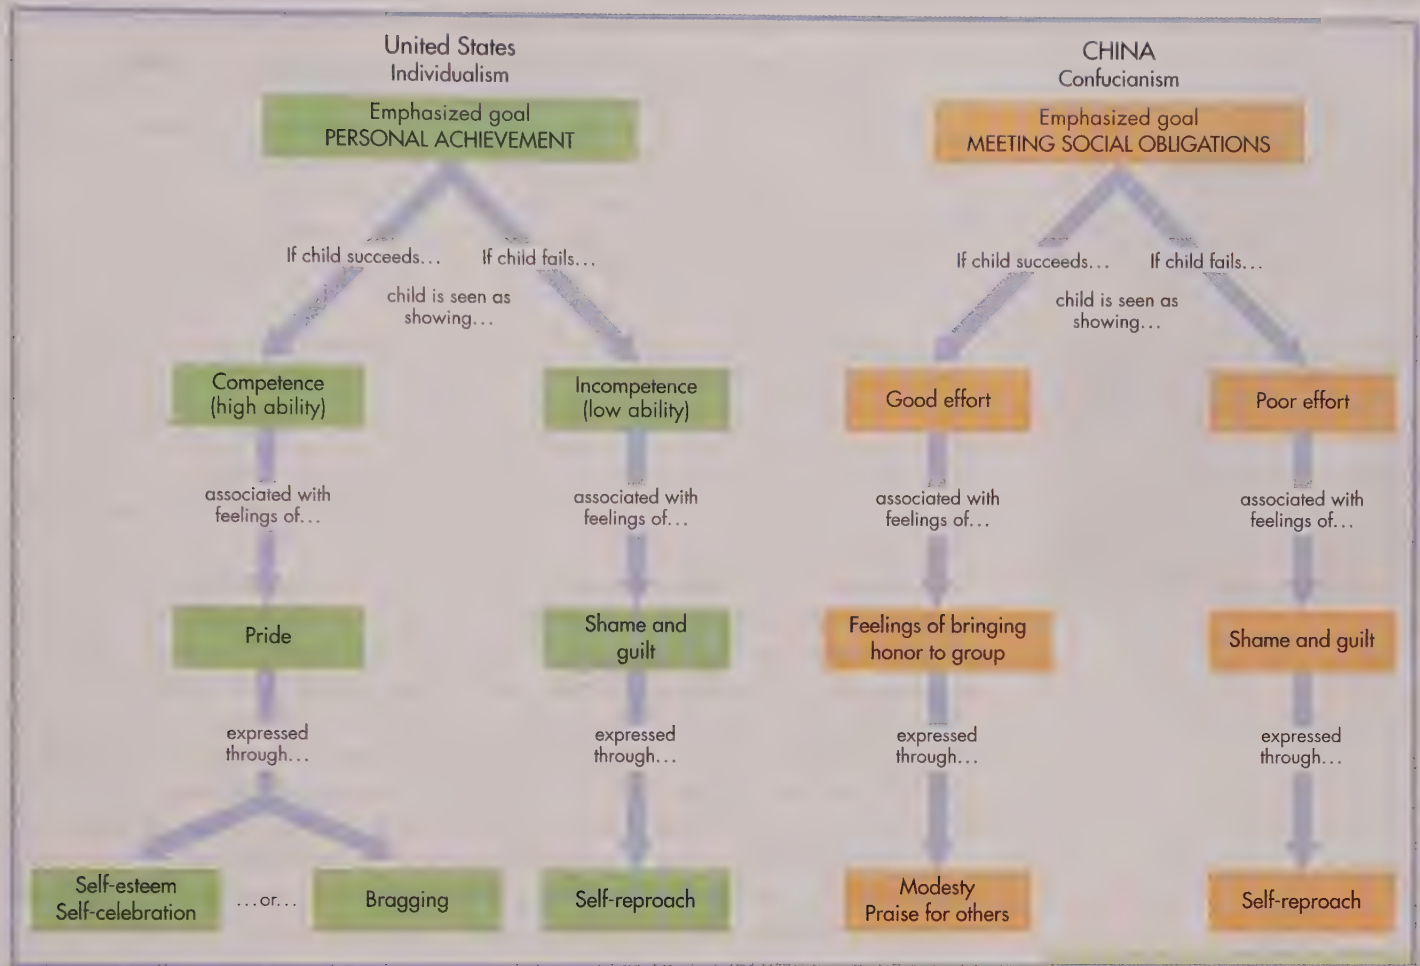 United States
Individualism
Emphasized goal
PERSONAL ACHIEVEMENT
If child succeeds...
If child fails...
child is seen as
showing...
Competence
(high ability)
Incompetence
(low ability)
associated with
feelings of...
associated with
feelings of...
Pride
Shame and
guilt
expressed
through...
expressed
through...
Self-esteem
Self-celebration
...or...
Bragging
Self-reproach
CHINA
Confucianism
Emphasized goal
MEETING SOCIAL OBLIGATIONS
If child succeeds...
If child fails...
child is seen as
showing...
Good effort
Poor effort
associated with
feelings of...
associated with
feelings of...
Feelings of bringing
honor to group
Shame and guilt
expressed
through...
expressed
through...
Modesty
Praise for others
Self-reproach